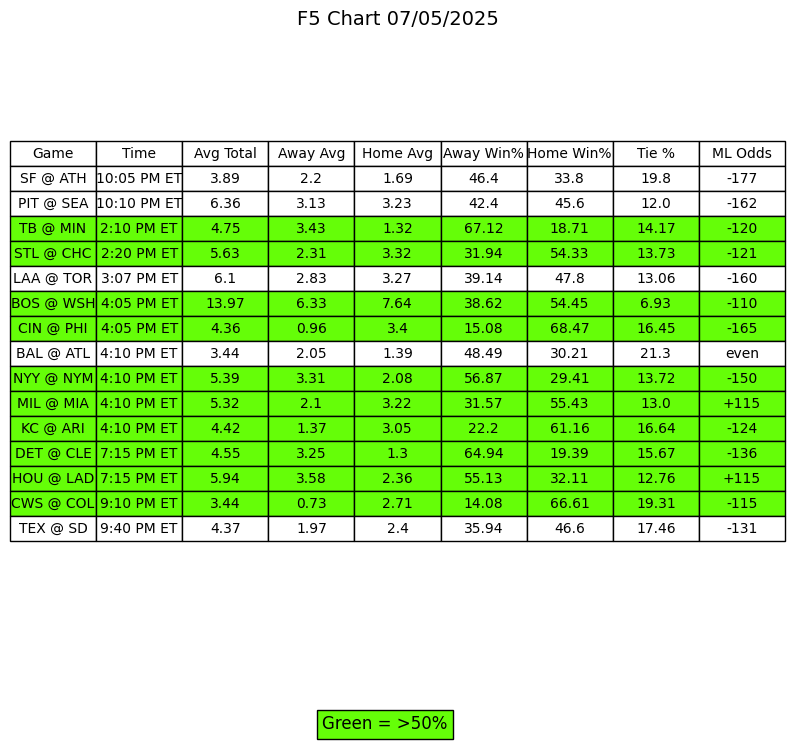 F5 Chart 07/05/2025
Game Time Avg Total Away Avg Home Avg Away Win% Home Win% Tie % ML Odds
SF @ ATH 10:05 PM ET 3.89 2.2 1.69 46.4 33.8 19.8 -177
PIT @ SEA 10:10 PM ET 6.36 3.13 3.23 42.4 45.6 12.0 -162
TB @ MIN 2:10 PM ET 4.75 3.43 1.32 67.12 18.71 14.17 -120
STL @ CHC 2:20 PM ET 5.63 2.31 3.32 31.94 54.33 13.73 -121
LAA @ TOR 3:07 PM ET 6.1 2.83 3.27 39.14 47.8 13.06 -160
BOS @ WSH 4:05 PM ET 13.97 6.33 7.64 38.62 54.45 6.93 -110
CIN @ PHI 4:05 PM ET 4.36 0.96 3.4 15.08 68.47 16.45 -165
BAL @ ATL 4:10 PM ET 3.44 2.05 1.39 48.49 30.21 21.3 even
NYY @ NYM 4:10 PM ET 5.39 3.31 2.08 56.87 29.41 13.72 -150
MIL @ MIA 4:10 PM ET 5.32 2.1 3.22 31.57 55.43 13.0 +115
KC @ ARI 4:10 PM ET 4.42 1.37 3.05 22.2 61.16 16.64 -124
DET @ CLE 7:15 PM ET 4.55 3.25 1.3 64.94 19.39 15.67 -136
HOU @ LAD 7:15 PM ET 5.94 3.58 2.36 55.13 32.11 12.76 +115
CWS @ COL 9:10 PM ET 3.44 0.73 2.71 14.08 66.61 19.31 -115
TEX @ SD 9:40 PM ET 4.37 1.97 2.4 35.94 46.6 17.46 -131
Green = >50%